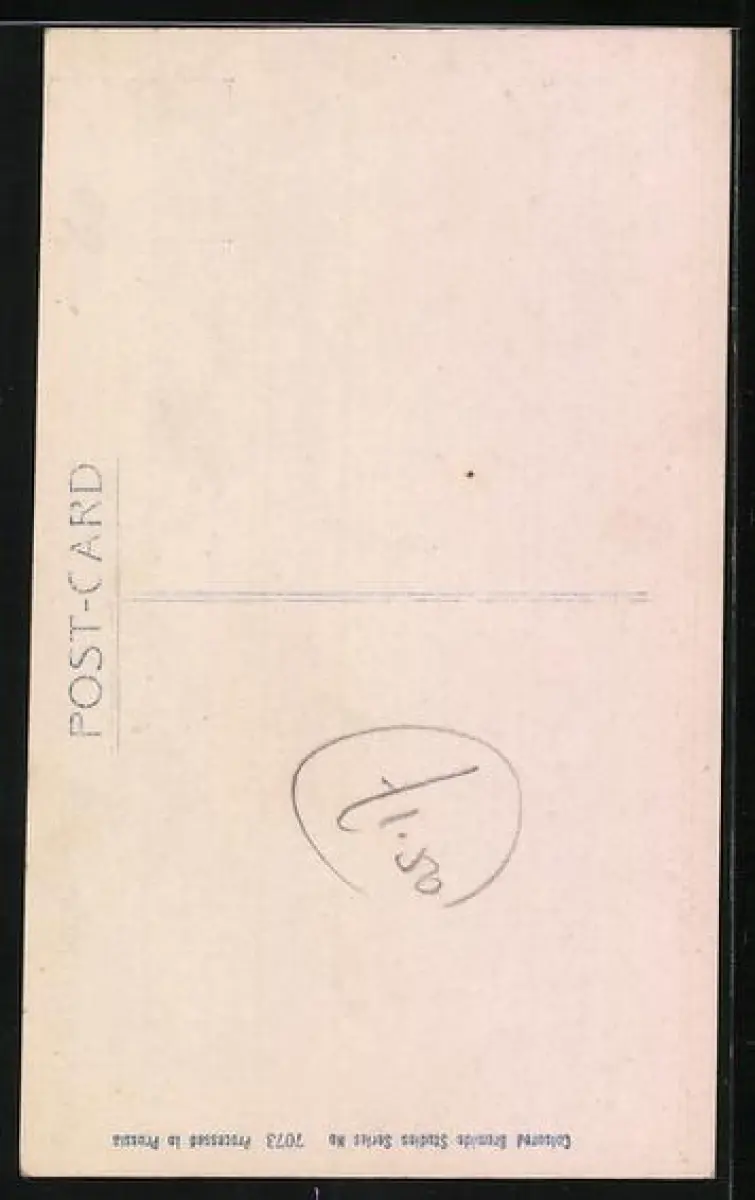 POST-CARD
£1.50
Coloured Bromide Studies Series No 7073 Processed in Prussia